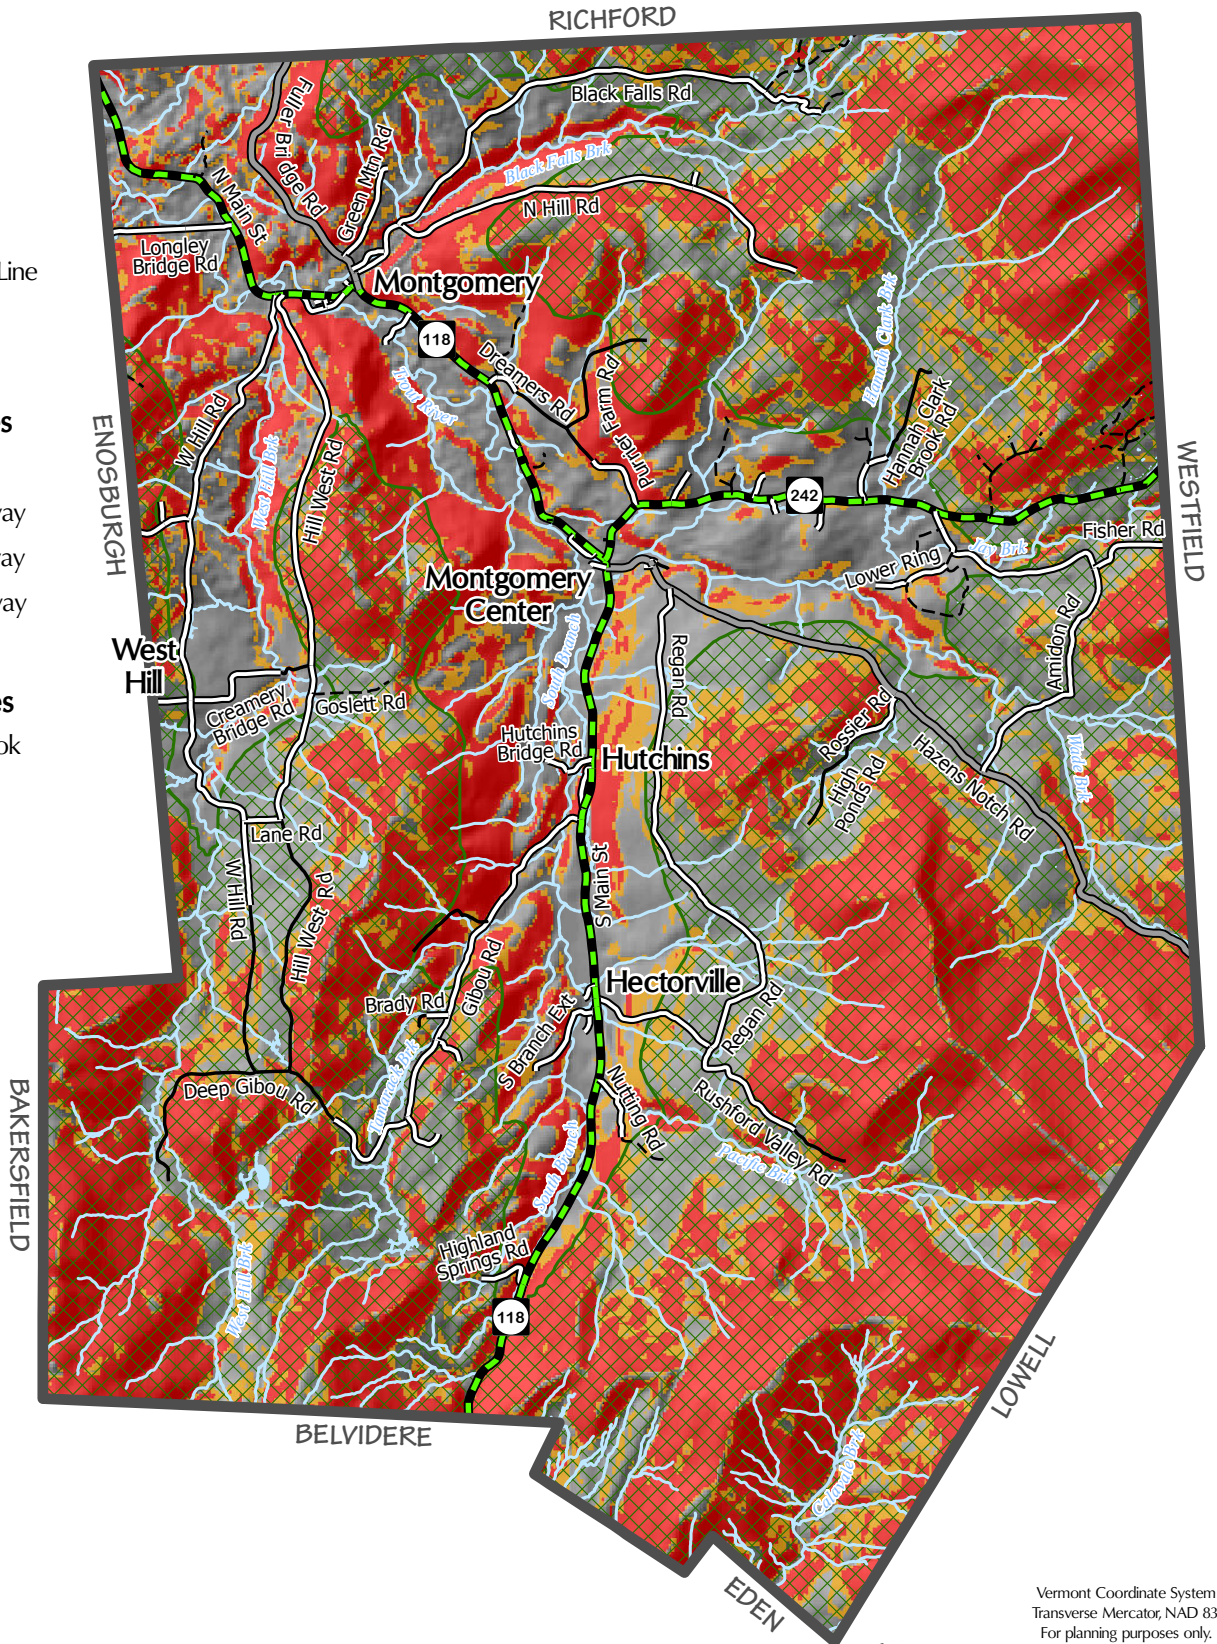 RICHFORD
Fuller Bridge Rd
Black Falls Rd
Green Mtn Rd
Black Falls Brk
N Main St
N Hill Rd
Longley
Bridge Rd
Line
Montgomery
118
Hannah Clark Brk
Dreamers Rd
Purrier Farm Rd
Trout River
W Hill Rd
Hannah Clark
Brook Rd
ENOSBURGH
West Hill Brk
Hill West Rd
s
WESTFIELD
242
way
Fisher Rd
Jay Brk
Lower Ring
way
Montgomery
Center
way
Amidon Rd
South Branch
Regan Rd
West
Hill
Creamery
Bridge Rd
Goslett Rd
es
Rossier Rd
Hutchins
Bridge Rd
Hutchins
High
Ponds Rd
Hazens Notch Rd
Wade Brk
ok
Lane Rd
W Hill Rd
Hill West Rd
S Main St
Gibou Rd
Hectorville
Brady Rd
S Branch Ext
Regan Rd
Tamarack Brk
BAKERSFIELD
Deep Gibou Rd
Nutting Rd
Rushford Valley Rd
Pacific Brk
South Branch
Highland
Springs Rd
West Hill Brk
118
LOWELL
BELVIDERE
Calavale Brk
EDEN
Vermont Coordinate System
Transverse Mercator, NAD 83
For planning purposes only.